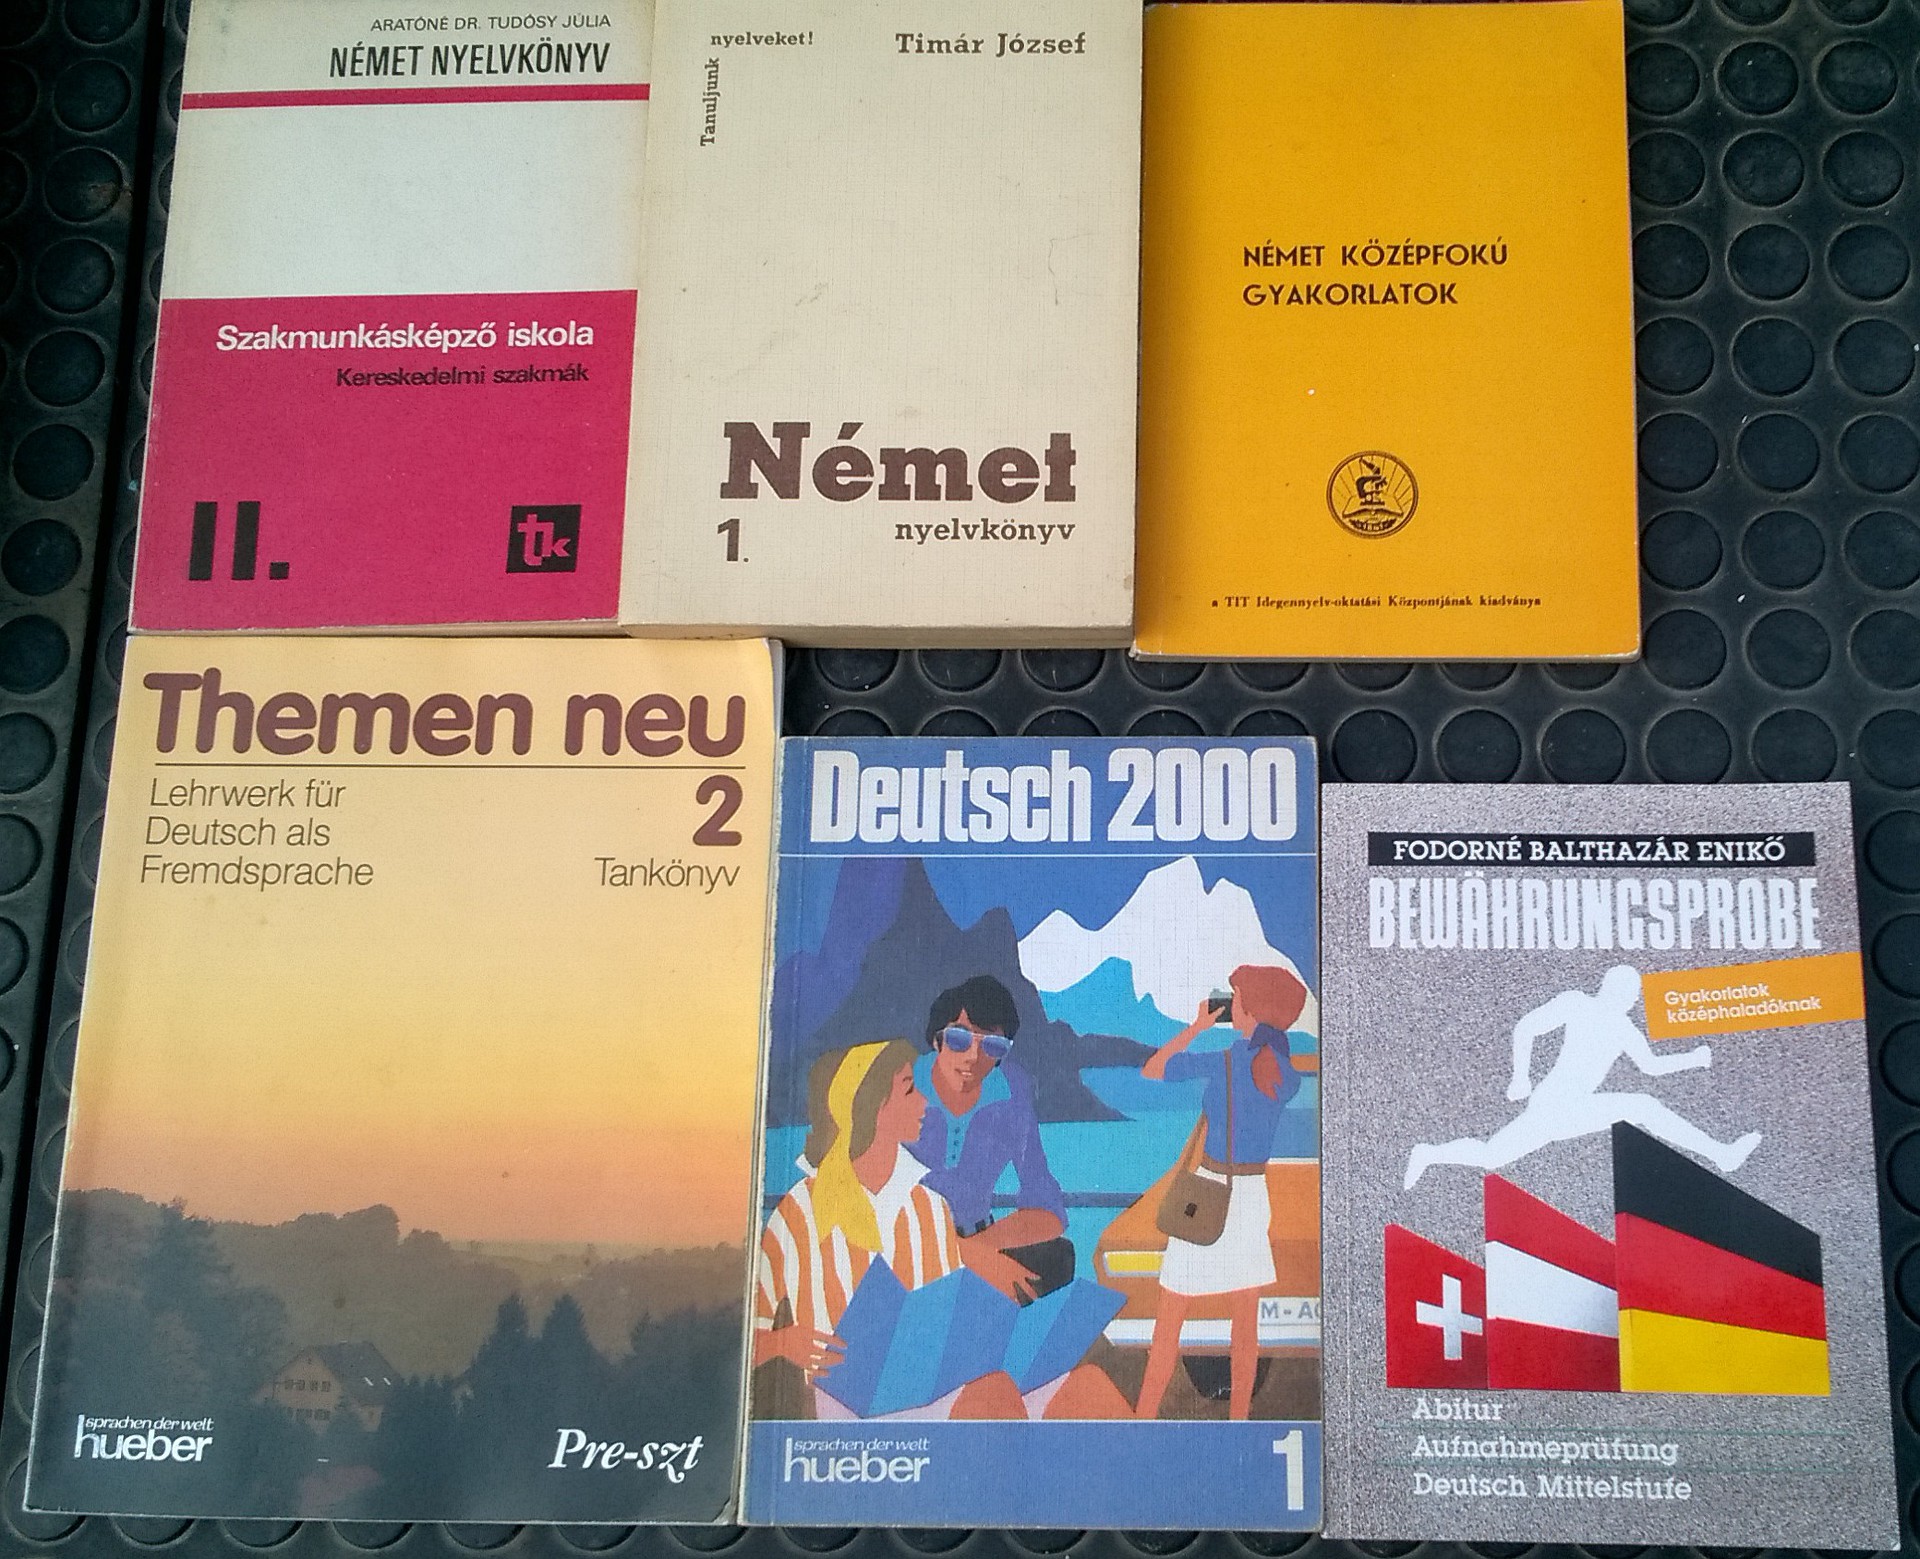 ARATÓNÉ DR. TUDÓSY JÚLIA
NÉMET NYELVKÖNYV
Szakmunkásképző iskola
Kereskedelmi szakmák
II.
tk
Tanuljunk
nyelveket!
Timár József
Német
1.
nyelvkönyv
NÉMET KÖZÉPFOKÚ
GYAKORLATOK
a TIT Idegennyelv-oktatási Központjának kiadványa
Themen neu
Lehrwerk für
Deutsch als
Fremdsprache
2
Tankönyv
sprachen der welt
hueber
Pre-szt
Deutsch 2000
M-AC
sprachen der welt
hueber
1
FODORNÉ BALTHAZÁR ENIKŐ
BEWÄHRUNGSPROBE
Gyakorlatok
középhaladóknak
Abitur
Aufnahmeprüfung
Deutsch Mittelstufe